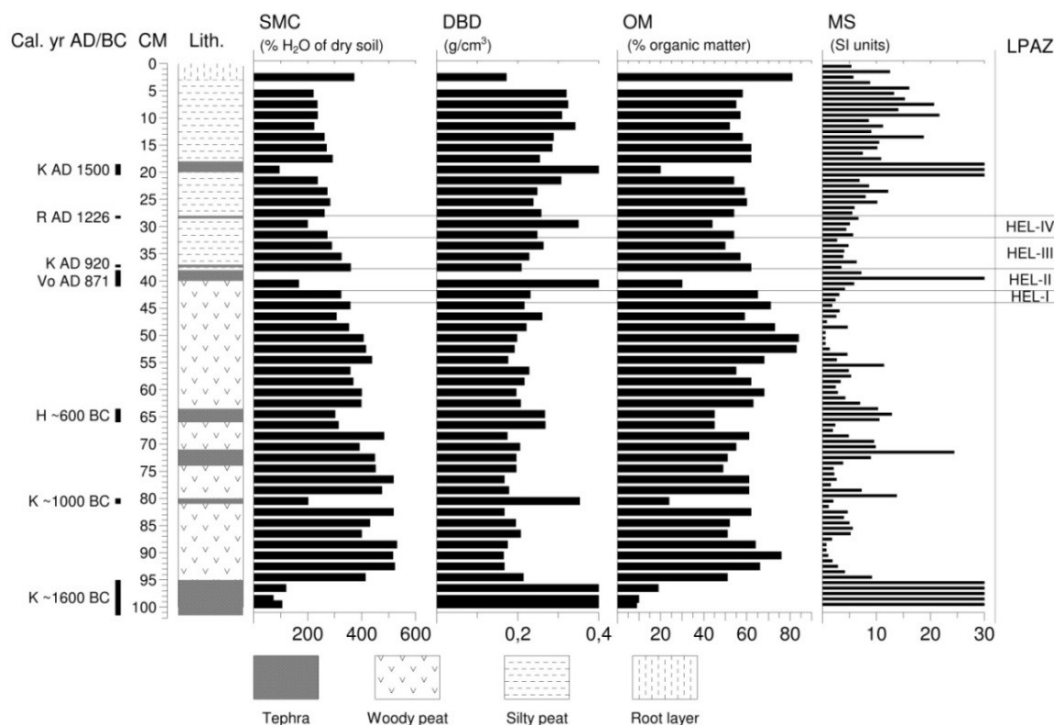 SMC DBD OM MS
Cal. yr AD/BC CM Lith. (% H₂O of dry soil) (g/cm³) (% organic matter) (SI units) LPAZ
0
5
10
15
K AD 1500
20
25
R AD 1226
30
HEL-IV
35
HEL-III
K AD 920
Vo AD 871
40
HEL-II
HEL-I
45
50
55
60
H ~600 BC
65
70
75
K ~1000 BC
80
85
90
95
K ~1600 BC
100
200 400 600 0,2 0,4 20 40 60 80 0 10 20 30
Tephra Woody peat Silty peat Root layer